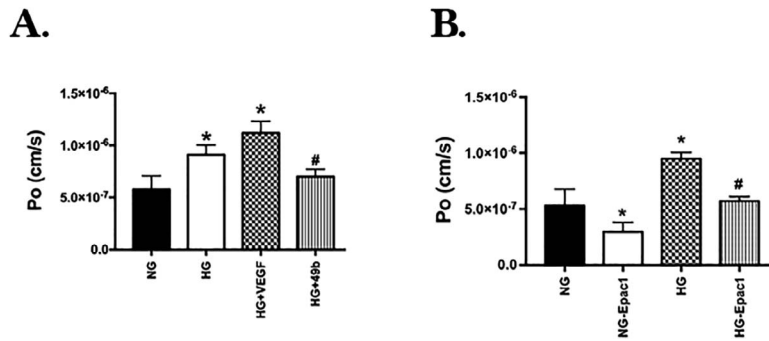 A.
B.
Po (cm/s)
1.5×10⁻⁶
1.0×10⁻⁶
5.0×10⁻⁷
0.0
*
*
#
NG
HG
HG+VEGF
HG+49b
Po (cm/s)
1.5×10⁻⁶
1.0×10⁻⁶
5.0×10⁻⁷
0.0
*
*
#
NG
NG-Epac1
HG
HG-Epac1